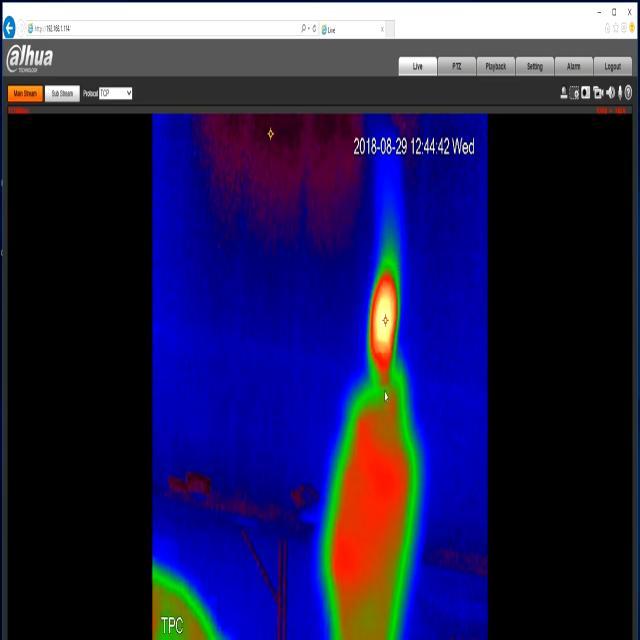 http://192.168.1.114/
Live
alhua
TECHNOLOGY
Live
PTZ
Playback
Setting
Alarm
Logout
Main Stream
Sub Stream
Protocol
TCP
2018-08-29 12:44:42 Wed
TPC